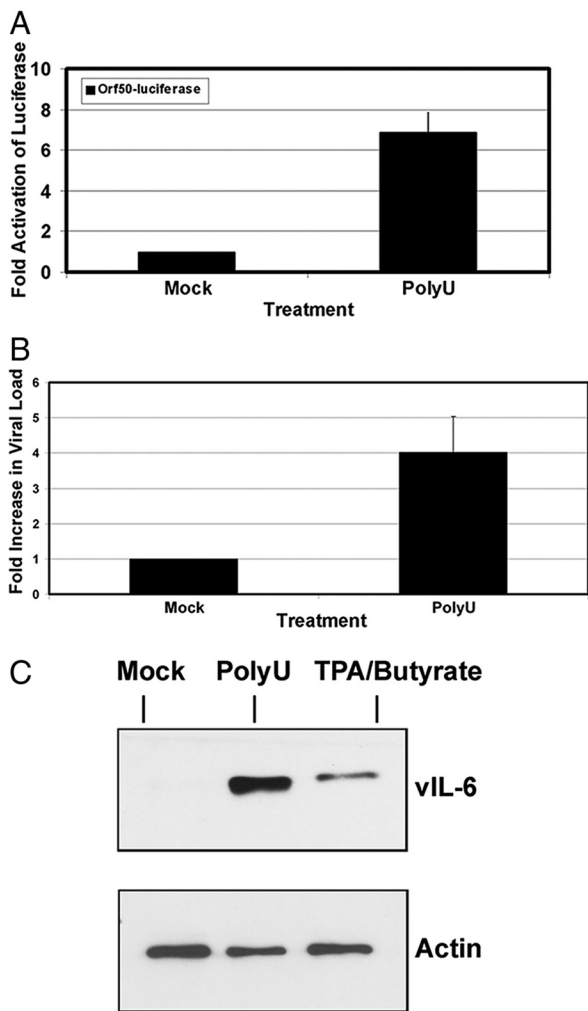 A
Fold Activation of Luciferase
10
8
6
4
2
0
Orf50-luciferase
Mock
PolyU
Treatment
B
Fold Increase in Viral Load
6
5
4
3
2
1
0
Mock
PolyU
Treatment
C
Mock PolyU TPA/Butyrate
vIL-6
Actin